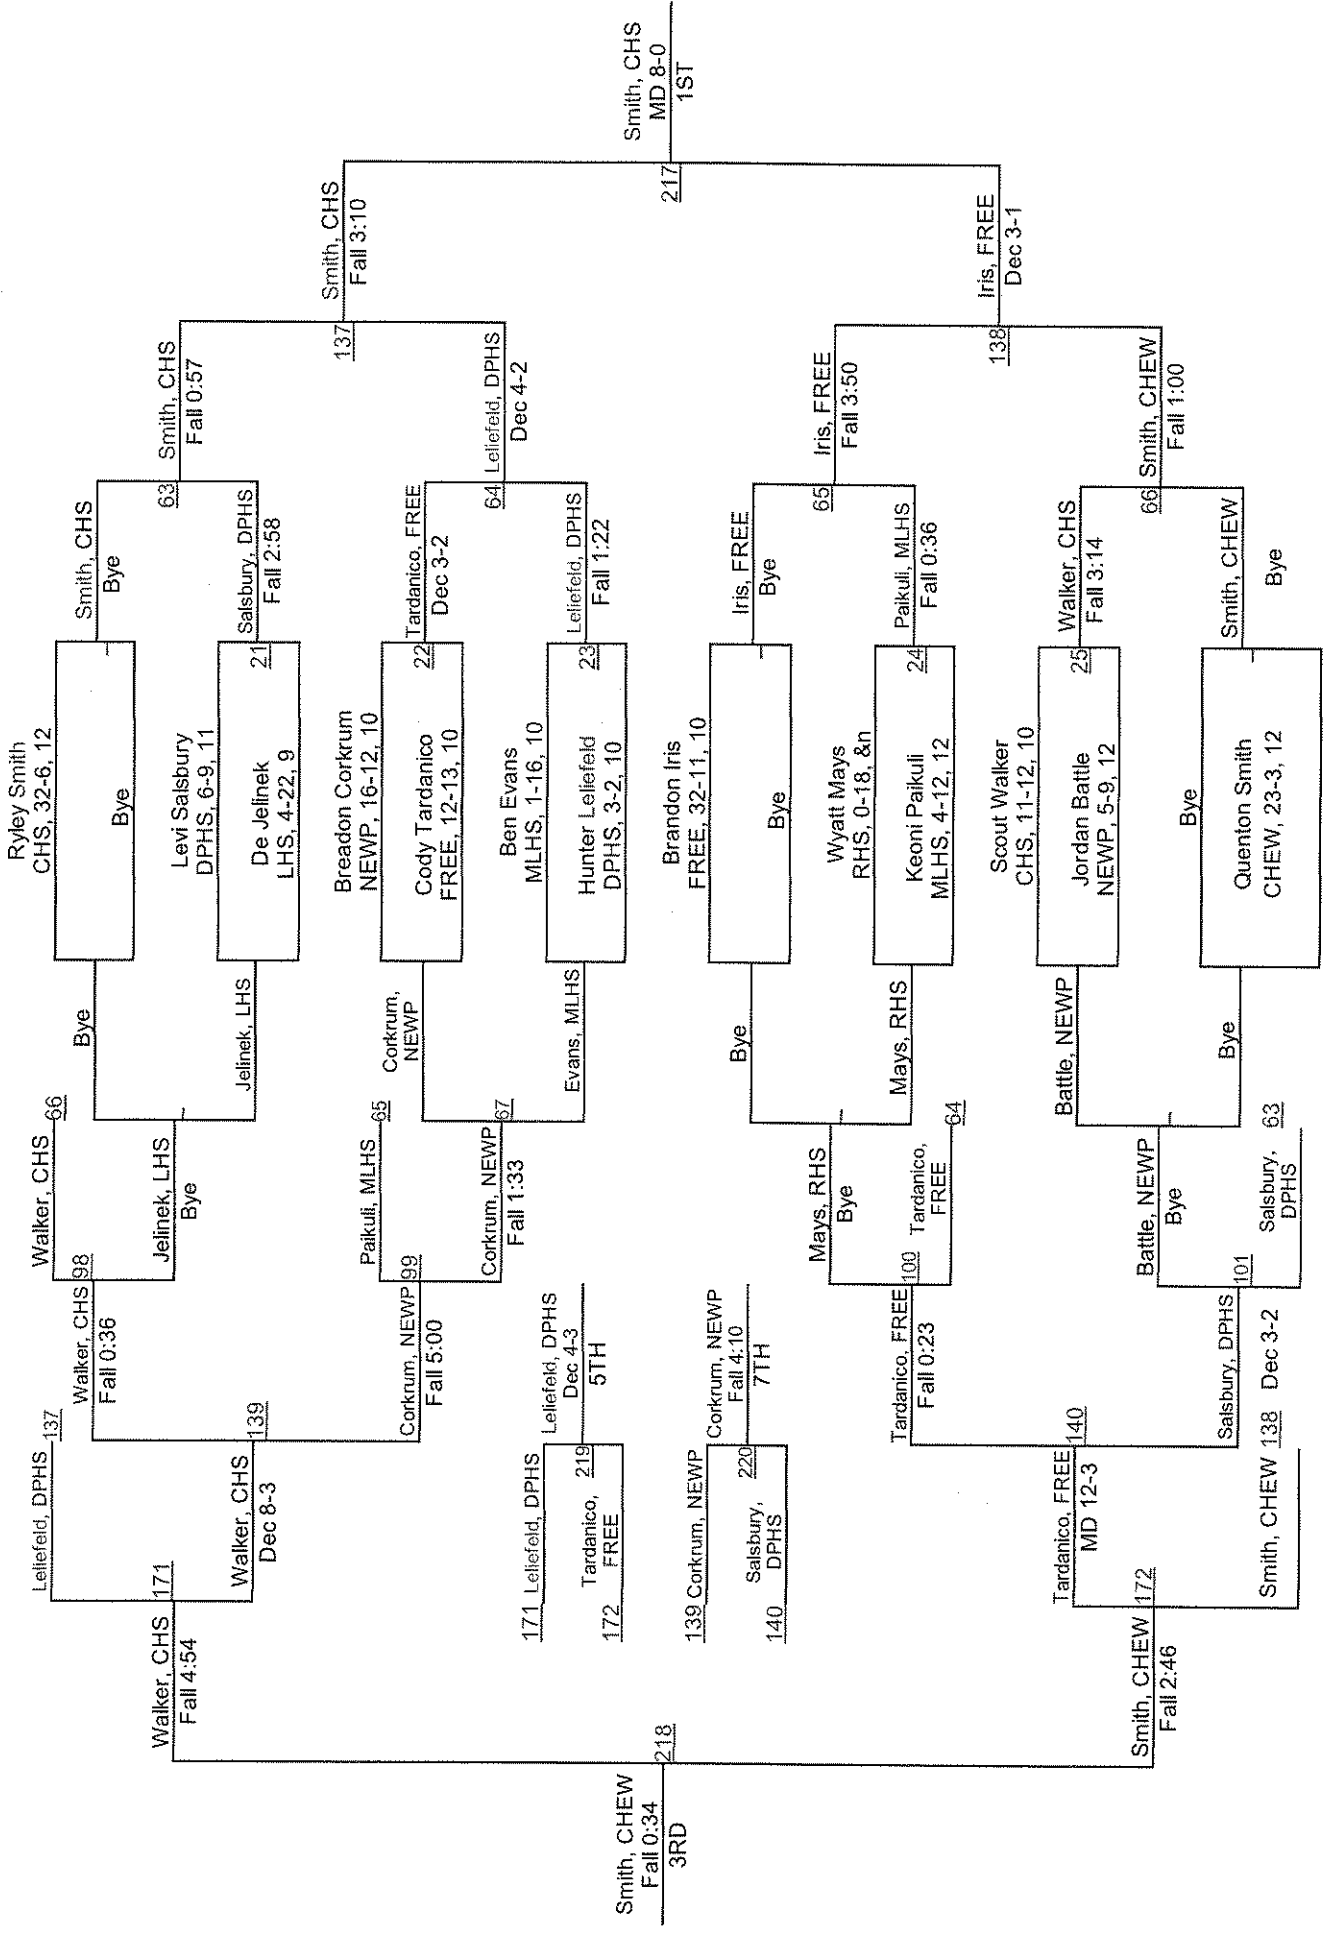 Ryley Smith
CHS, 32-6, 12
Bye
Levi Salsbury
DPHS, 6-9, 11
De Jelinek
LHS, 4-22, 9
21
Breadon Corkrum
NEWP, 16-12, 10
Cody Tardanico
FREE, 12-13, 10
22
Ben Evans
MLHS, 1-16, 10
Hunter Leliefeld
DPHS, 3-2, 10
23
Brandon Iris
FREE, 32-11, 10
Bye
Wyatt Mays
RHS, 0-18, &n
Keoni Paikuli
MLHS, 4-12, 12
24
Scout Walker
CHS, 11-12, 10
Jordan Battle
NEWP, 5-9, 12
25
Bye
Quenton Smith
CHEW, 23-3, 12
Smith, CHS
Bye
63
Salsbury, DPHS
Fall 2:58
Tardanico, FREE
Dec 3-2
64
Leliefeld, DPHS
Fall 1:22
Iris, FREE
Bye
65
Paikuli, MLHS
Fall 0:36
Walker, CHS
Fall 3:14
66
Smith, CHEW
Bye
Smith, CHS
Fall 0:57
137
Leliefeld, DPHS
Dec 4-2
Iris, FREE
Fall 3:50
138
Smith, CHEW
Fall 1:00
Smith, CHS
Fall 3:10
217
Iris, FREE
Dec 3-1
Smith, CHS
MD 8-0
1ST
Bye
Jelinek, LHS
Corkrum,
NEWP
67
Evans, MLHS
Bye
Mays, RHS
Battle, NEWP
Bye
Walker, CHS
66
98
Jelinek, LHS
Bye
Paikuli, MLHS
65
99
Corkrum, NEWP
Fall 1:33
Mays, RHS
Bye
100
Tardanico,
FREE
64
Battle, NEWP
Bye
101
Salsbury,
DPHS
63
Walker, CHS
Fall 0:36
139
Corkrum, NEWP
Fall 5:00
Tardanico, FREE
Fall 0:23
140
Salsbury, DPHS
Dec 3-2
Leliefeld, DPHS
137
171
Walker, CHS
Dec 8-3
Tardanico, FREE
MD 12-3
172
Smith, CHEW
138
Walker, CHS
Fall 4:54
218
Smith, CHEW
Fall 2:46
Smith, CHEW
Fall 0:34
3RD
171 Leliefeld, DPHS
219
Tardanico,
FREE
172
Leliefeld, DPHS
Dec 4-3
5TH
139 Corkrum, NEWP
220
Salsbury,
DPHS
140
Corkrum, NEWP
Fall 4:10
7TH